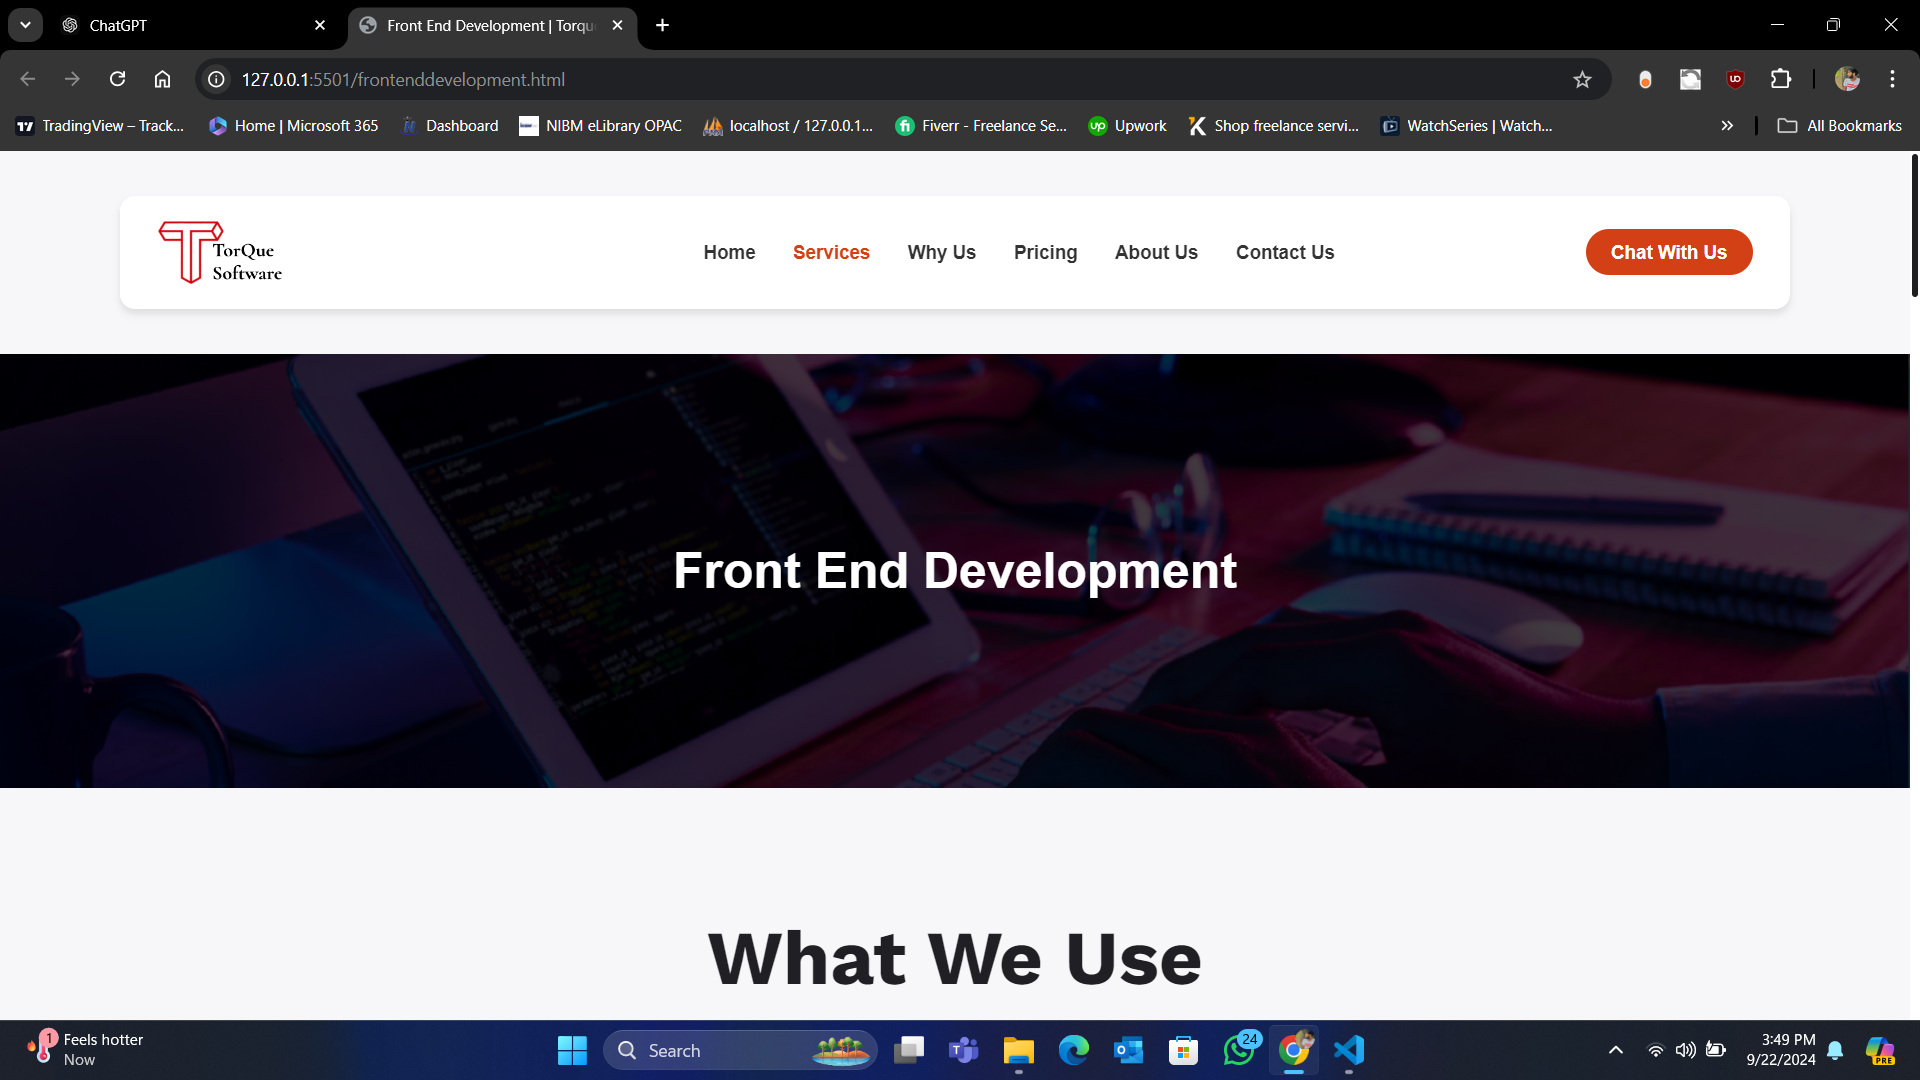 ChatGPT
Front End Development | Torqu
127.0.0.1:5501/frontenddevelopment.html
TradingView – Track...
Home | Microsoft 365
Dashboard
NIBM eLibrary OPAC
localhost / 127.0.0.1...
Fiverr - Freelance Se...
Upwork
Shop freelance servi...
WatchSeries | Watch...
All Bookmarks
TorQue
Software
Home
Services
Why Us
Pricing
About Us
Contact Us
Chat With Us
Front End Development
What We Use
1
Feels hotter
Now
Search
24
3:49 PM
9/22/2024
PRE